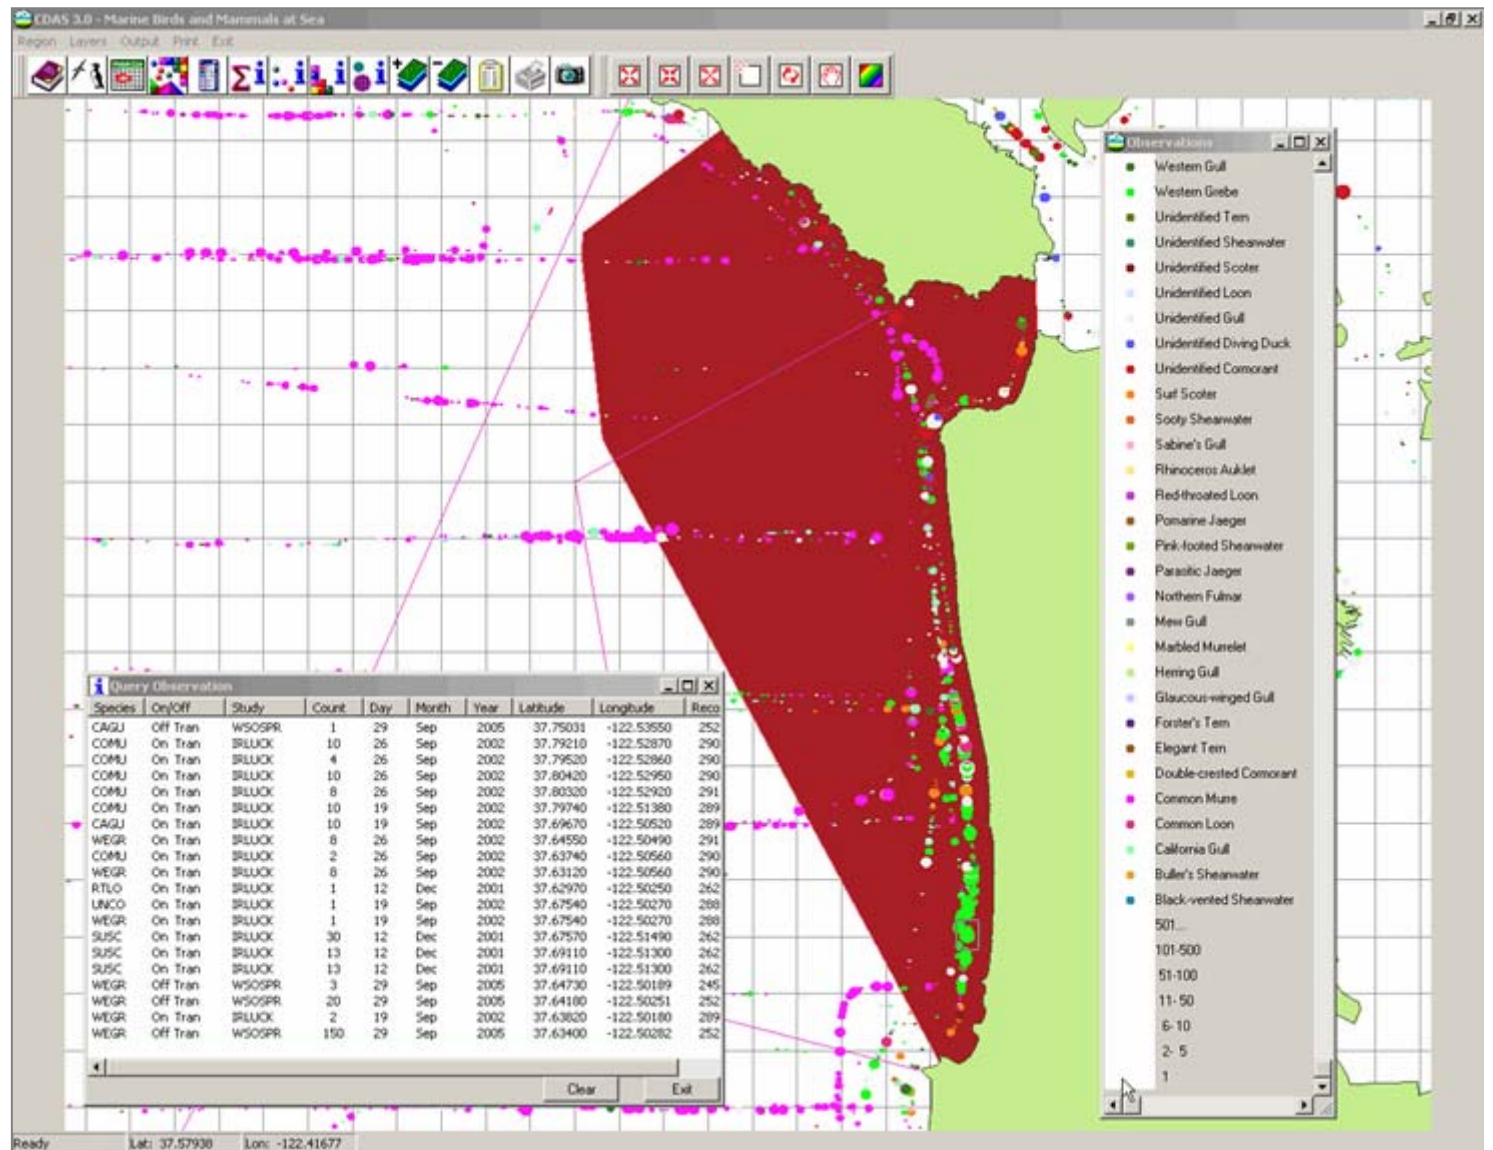 CDAS 3.0 - Marine Birds and Mammals at Sea
Region Layers Output Print Exit
Observations
Western Gull
Western Grebe
Unidentified Tern
Unidentified Shearwater
Unidentified Scoter
Unidentified Loon
Unidentified Gull
Unidentified Diving Duck
Unidentified Cormorant
Surf Scoter
Sooty Shearwater
Sabine's Gull
Rhinoceros Auklet
Red-throated Loon
Pomarine Jaeger
Pink-footed Shearwater
Parasitic Jaeger
Northern Fulmar
Mew Gull
Marbled Murrelet
Herring Gull
Glaucous-winged Gull
Forster's Tern
Elegant Tern
Double-crested Cormorant
Common Murre
Common Loon
California Gull
Buller's Shearwater
Black-vented Shearwater
501...
101-500
51-100
11- 50
6- 10
2- 5
1
Query Observation
Species On/Off Study Count Day Month Year Latitude Longitude Reco
CAGU Off Tran WSOSPR 1 29 Sep 2005 37.75031 -122.53550 252
COMU On Tran IRLUCK 10 26 Sep 2002 37.79210 -122.52870 290
COMU On Tran IRLUCK 4 26 Sep 2002 37.79520 -122.52860 290
COMU On Tran IRLUCK 10 26 Sep 2002 37.80420 -122.52950 290
COMU On Tran IRLUCK 8 26 Sep 2002 37.80320 -122.52920 291
COMU On Tran IRLUCK 10 19 Sep 2002 37.79740 -122.51380 289
CAGU On Tran IRLUCK 10 19 Sep 2002 37.69670 -122.50520 289
WEGR On Tran IRLUCK 8 26 Sep 2002 37.64550 -122.50490 291
COMU On Tran IRLUCK 2 26 Sep 2002 37.63740 -122.50560 290
WEGR On Tran IRLUCK 8 26 Sep 2002 37.63120 -122.50560 290
RTLO On Tran IRLUCK 1 12 Dec 2001 37.62970 -122.50250 262
UNCO On Tran IRLUCK 1 19 Sep 2002 37.67540 -122.50270 288
WEGR On Tran IRLUCK 1 19 Sep 2002 37.67540 -122.50270 288
SUSC On Tran IRLUCK 30 12 Dec 2001 37.67570 -122.51490 262
SUSC On Tran IRLUCK 13 12 Dec 2001 37.69110 -122.51300 262
SUSC On Tran IRLUCK 13 12 Dec 2001 37.69110 -122.51300 262
WEGR Off Tran WSOSPR 3 29 Sep 2005 37.64730 -122.50189 245
WEGR Off Tran WSOSPR 20 29 Sep 2005 37.64180 -122.50251 252
WEGR On Tran IRLUCK 2 19 Sep 2002 37.63820 -122.50180 289
WEGR Off Tran WSOSPR 150 29 Sep 2005 37.63400 -122.50282 252
Clear Exit
Ready Lat: 37.57938 Lon: -122.41677